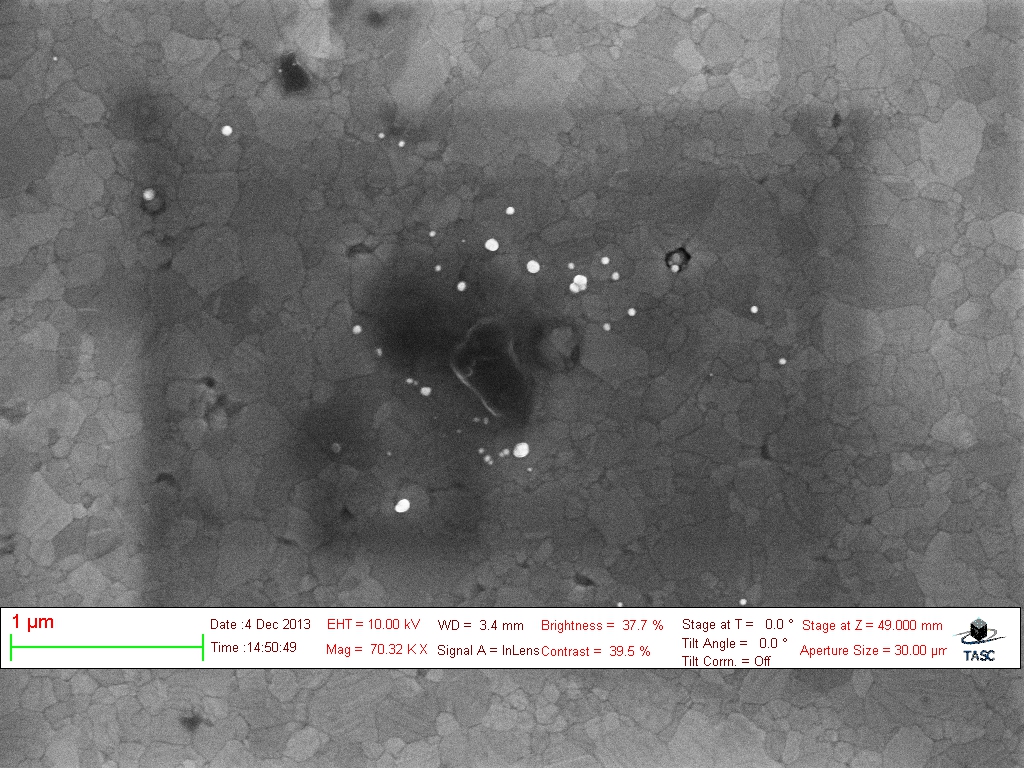 1 µm
Date :4 Dec 2013 EHT = 10.00 kV WD = 3.4 mm Brightness = 37.7 % Stage at T = 0.0 ° Stage at Z = 49.000 mm
Time :14:50:49 Mag = 70.32 K X Signal A = InLens Contrast = 39.5 % Tilt Angle = 0.0 ° Aperture Size = 30.00 µm
Tilt Corrn. = Off
TASC